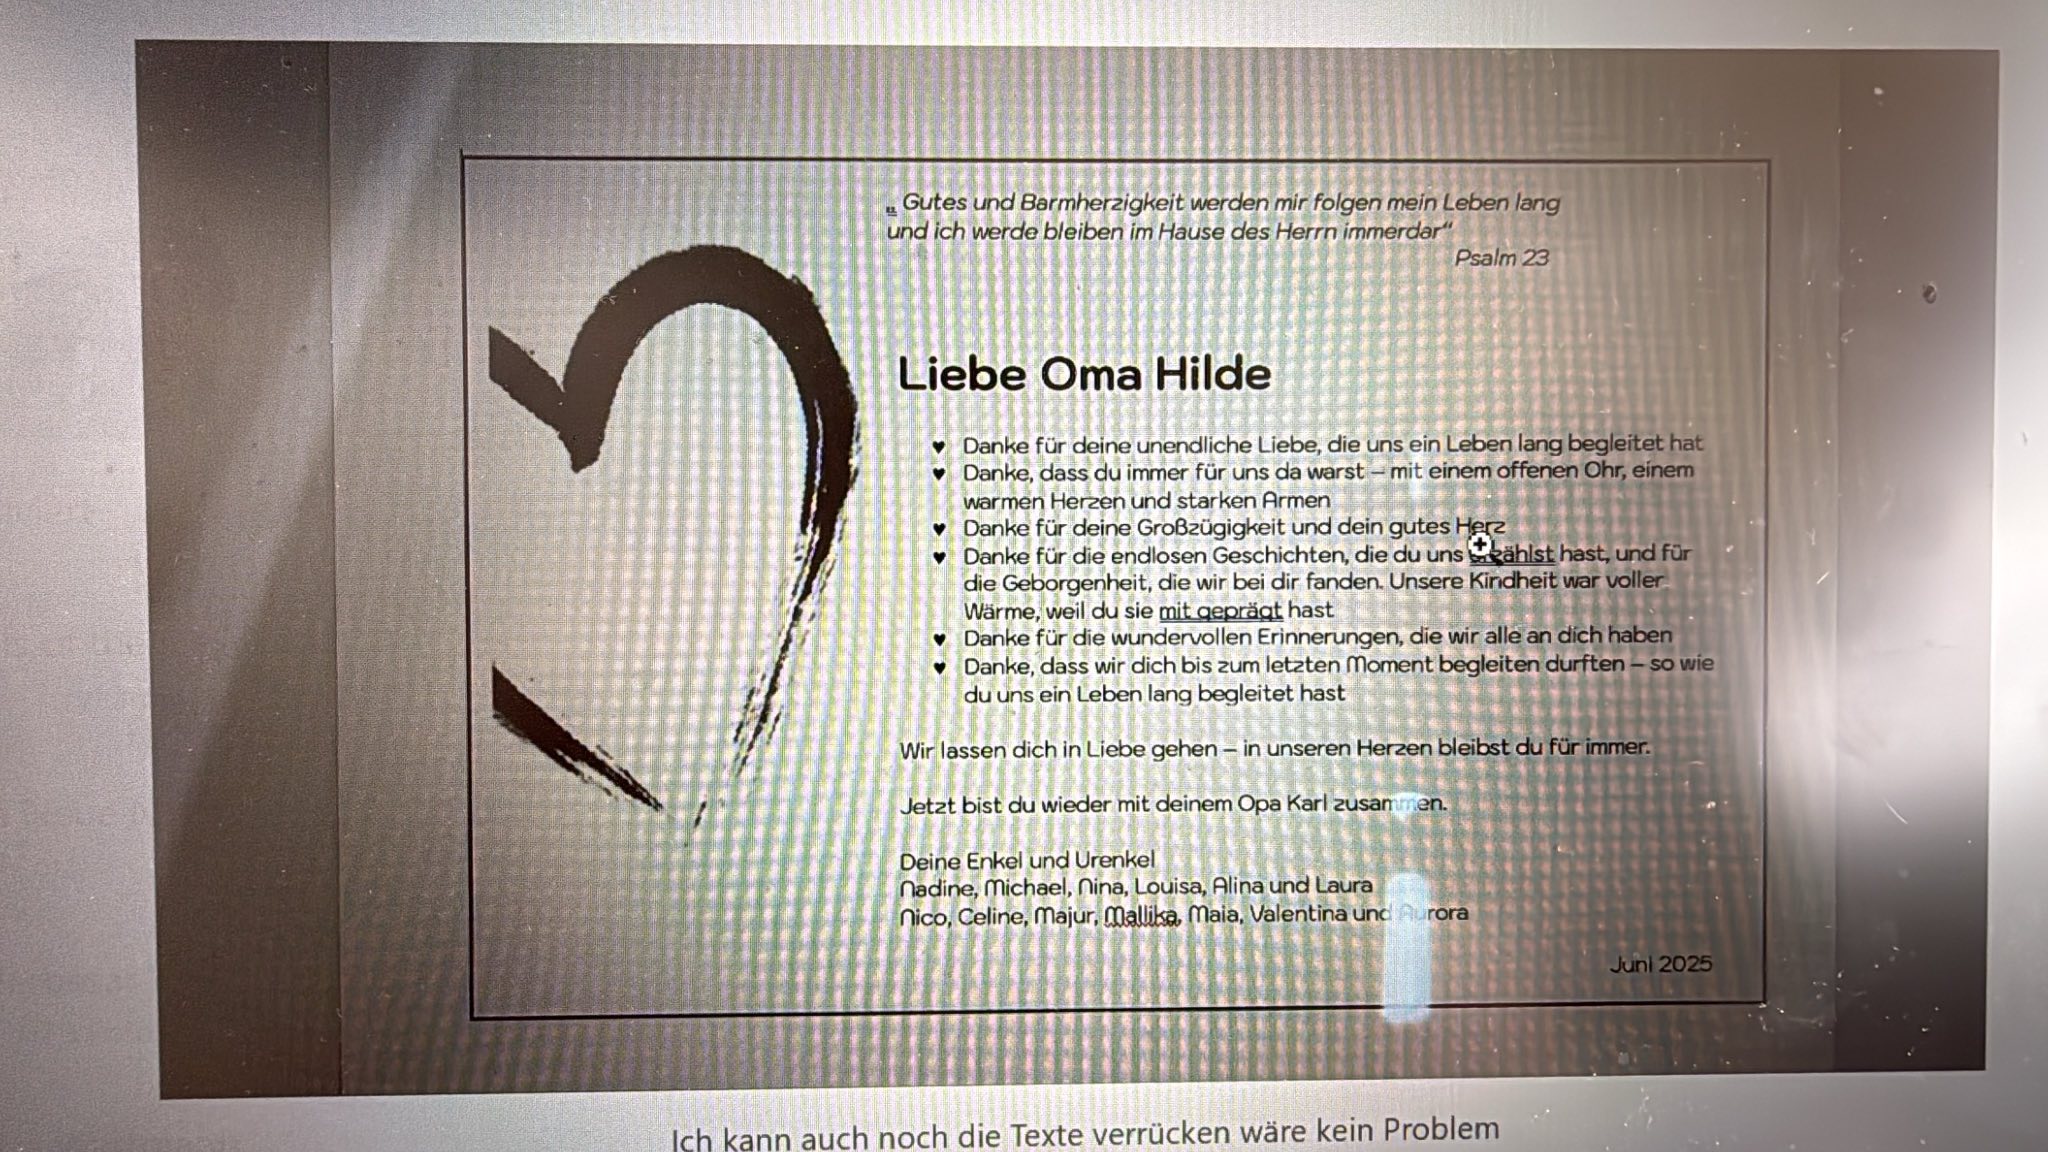 „ Gutes und Barmherzigkeit werden mir folgen mein Leben lang
und ich werde bleiben im Hause des Herrn immerdar“
Psalm 23
Liebe Oma Hilde
♥ Danke für deine unendliche Liebe, die uns ein Leben lang begleitet hat
♥ Danke, dass du immer für uns da warst – mit einem offenen Ohr, einem
warmen Herzen und starken Armen
♥ Danke für deine Großzügigkeit und dein gutes Herz
♥ Danke für die endlosen Geschichten, die du uns erzählst hast, und für
die Geborgenheit, die wir bei dir fanden. Unsere Kindheit war voller
Wärme, weil du sie mit geprägt hast
♥ Danke für die wundervollen Erinnerungen, die wir alle an dich haben
♥ Danke, dass wir dich bis zum letzten Moment begleiten durften – so wie
du uns ein Leben lang begleitet hast
Wir lassen dich in Liebe gehen – in unseren Herzen bleibst du für immer.
Jetzt bist du wieder mit deinem Opa Karl zusammen.
Deine Enkel und Urenkel
Nadine, Michael, Nina, Louisa, Alina und Laura
Nico, Celine, Majur, Mallika, Maia, Valentina und Aurora
Juni 2025
Ich kann auch noch die Texte verrücken wäre kein Problem